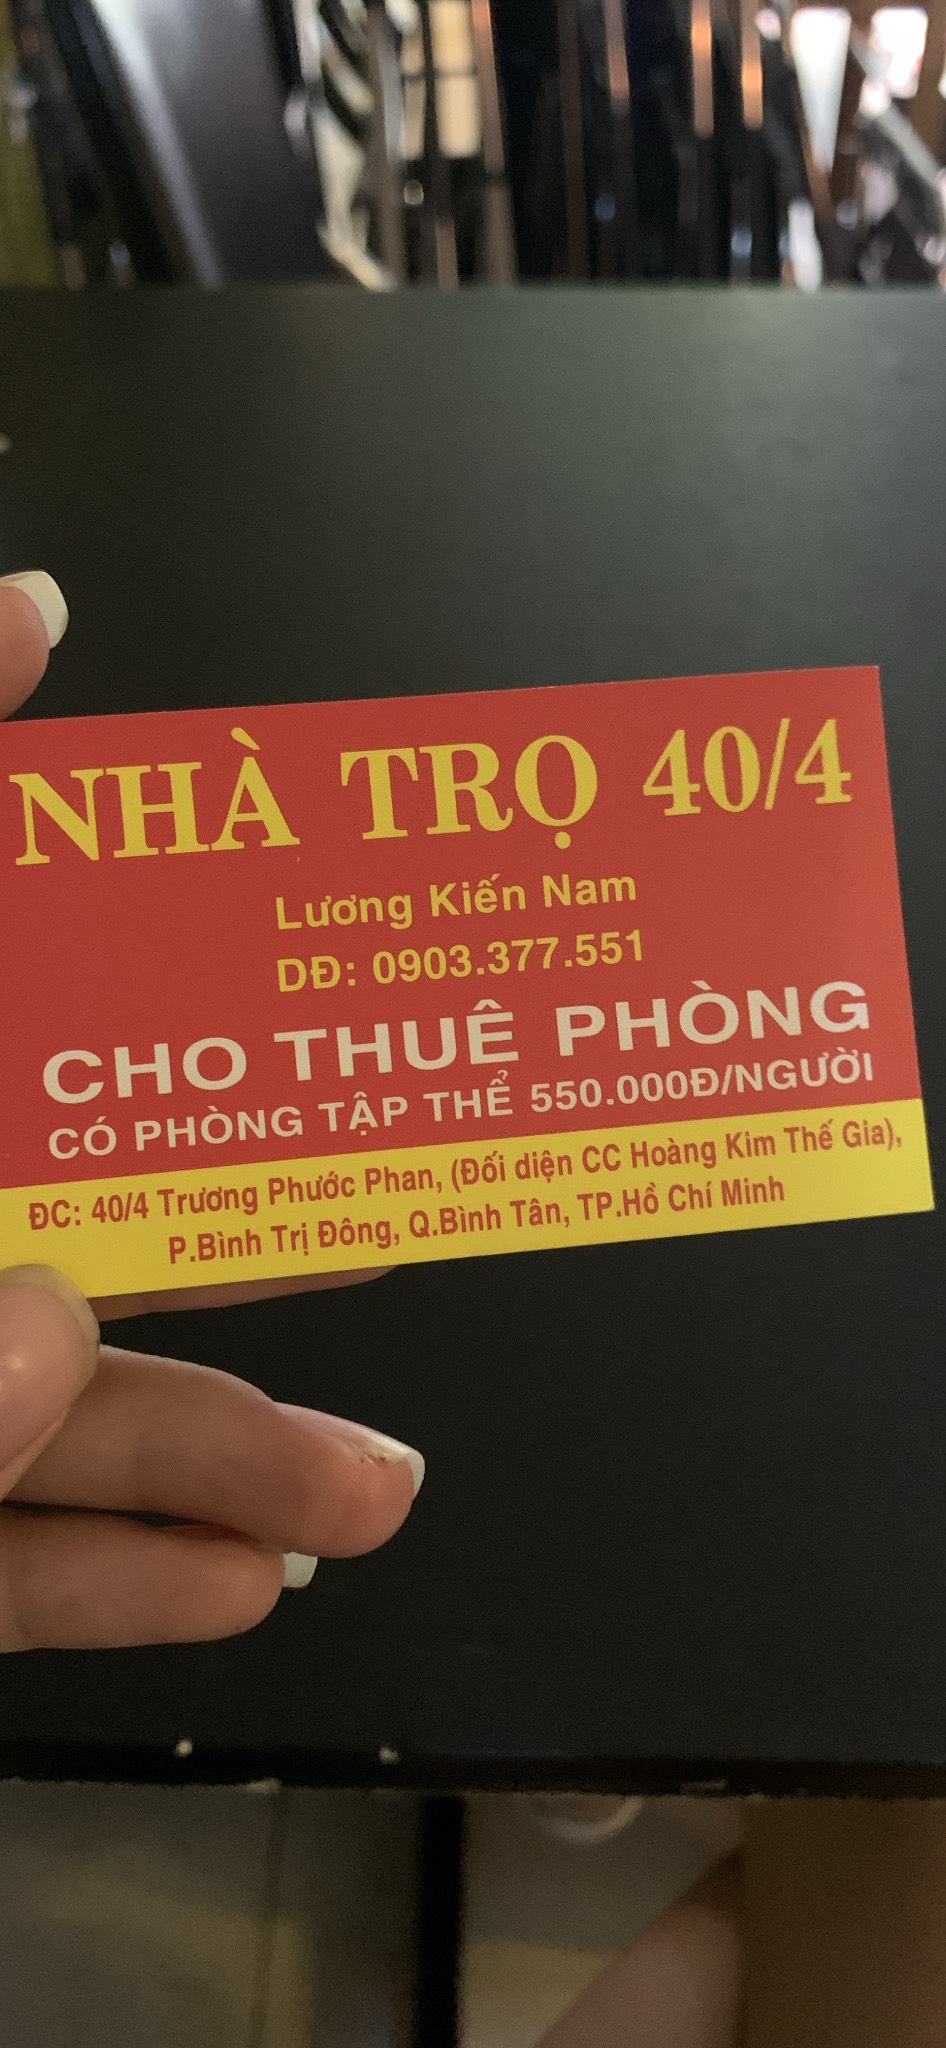 NHÀ TRỌ 40/4
Lương Kiến Nam
DĐ: 0903.377.551
CHO THUÊ PHÒNG
CÓ PHÒNG TẬP THỂ 550.000Đ/NGƯỜI
ĐC: 40/4 Trương Phước Phan, (Đối diện CC Hoàng Kim Thế Gia),
P.Bình Trị Đông, Q.Bình Tân, TP.Hồ Chí Minh